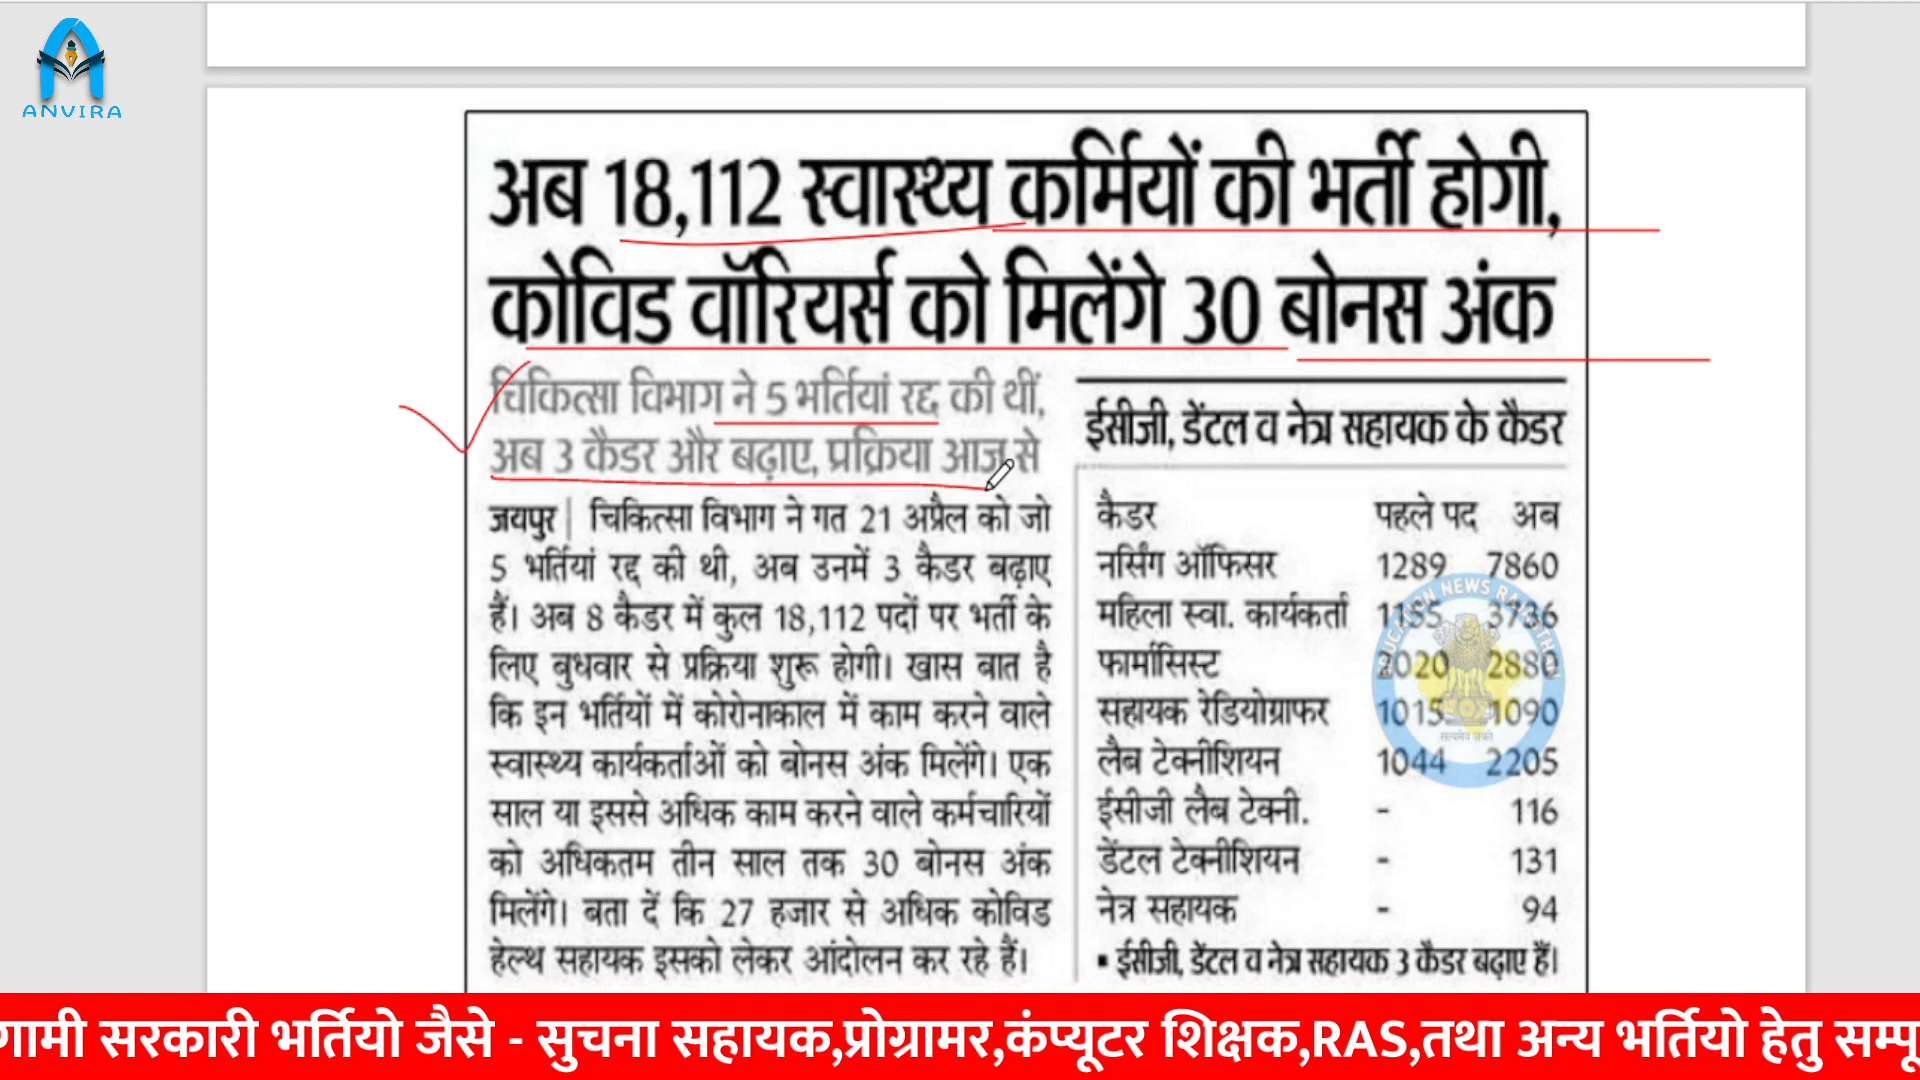 ANVIRA
अब 18,112 स्वास्थ्य कर्मियों की भर्ती होगी,
कोविड वॉरियर्स को मिलेंगे 30 बोनस अंक
चिकित्सा विभाग ने 5 भर्तियां रद्द की थीं,
अब 3 कैडर और बढ़ाए, प्रक्रिया आज से
जयपुर | चिकित्सा विभाग ने गत 21 अप्रैल को जो
5 भर्तियां रद्द की थी, अब उनमें 3 कैडर बढ़ाए
हैं। अब 8 कैडर में कुल 18,112 पदों पर भर्ती के
लिए बुधवार से प्रक्रिया शुरू होगी। खास बात है
कि इन भर्तियों में कोरोनाकाल में काम करने वाले
स्वास्थ्य कार्यकर्ताओं को बोनस अंक मिलेंगे। एक
साल या इससे अधिक काम करने वाले कर्मचारियों
को अधिकतम तीन साल तक 30 बोनस अंक
मिलेंगे। बता दें कि 27 हजार से अधिक कोविड
हेल्थ सहायक इसको लेकर आंदोलन कर रहे हैं।
ईसीजी, डेंटल व नेत्र सहायक के कैडर
कैडर पहले पद अब
नर्सिंग ऑफिसर 1289 7860
महिला स्वा. कार्यकर्ता 1155 3736
फार्मासिस्ट 2020 2880
सहायक रेडियोग्राफर 1015 1090
लैब टेक्नीशियन 1044 2205
ईसीजी लैब टेक्नी. - 116
डेंटल टेक्नीशियन - 131
नेत्र सहायक - 94
▪ ईसीजी, डेंटल व नेत्र सहायक 3 कैडर बढ़ाए हैं।
सत्यमेव जयते
गामी सरकारी भर्तियो जैसे - सुचना सहायक,प्रोग्रामर,कंप्यूटर शिक्षक,RAS,तथा अन्य भर्तियो हेतु सम्पू